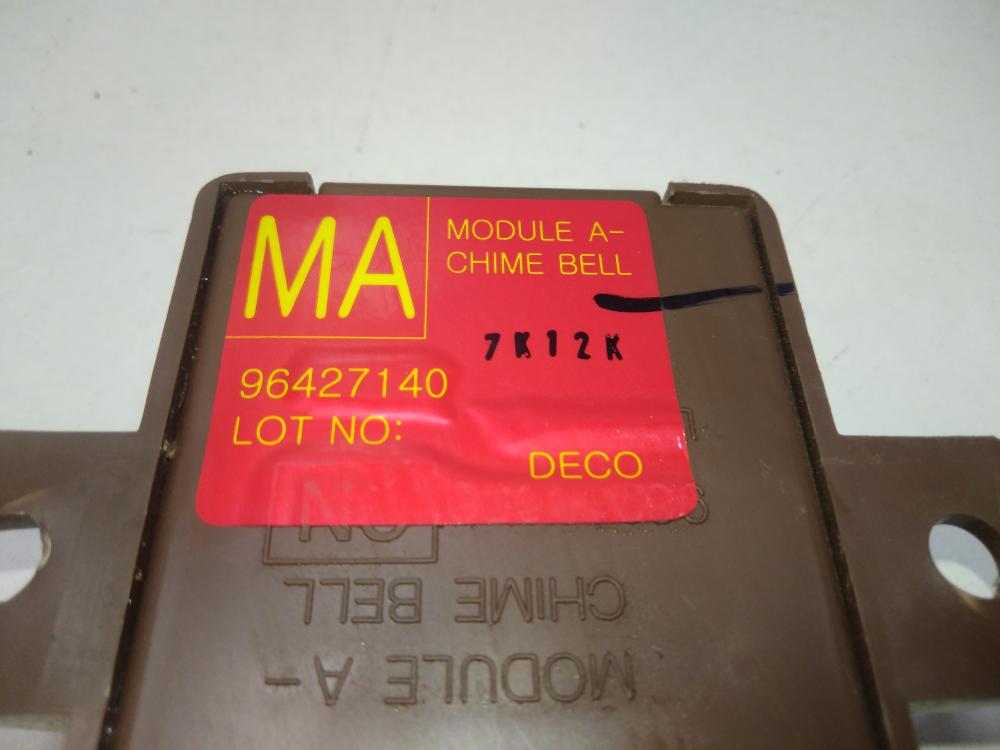 MA
MODULE A-
CHIME BELL
7K12K
96427140
LOT NO:
DECO
MODULE A-
CHIME BELL